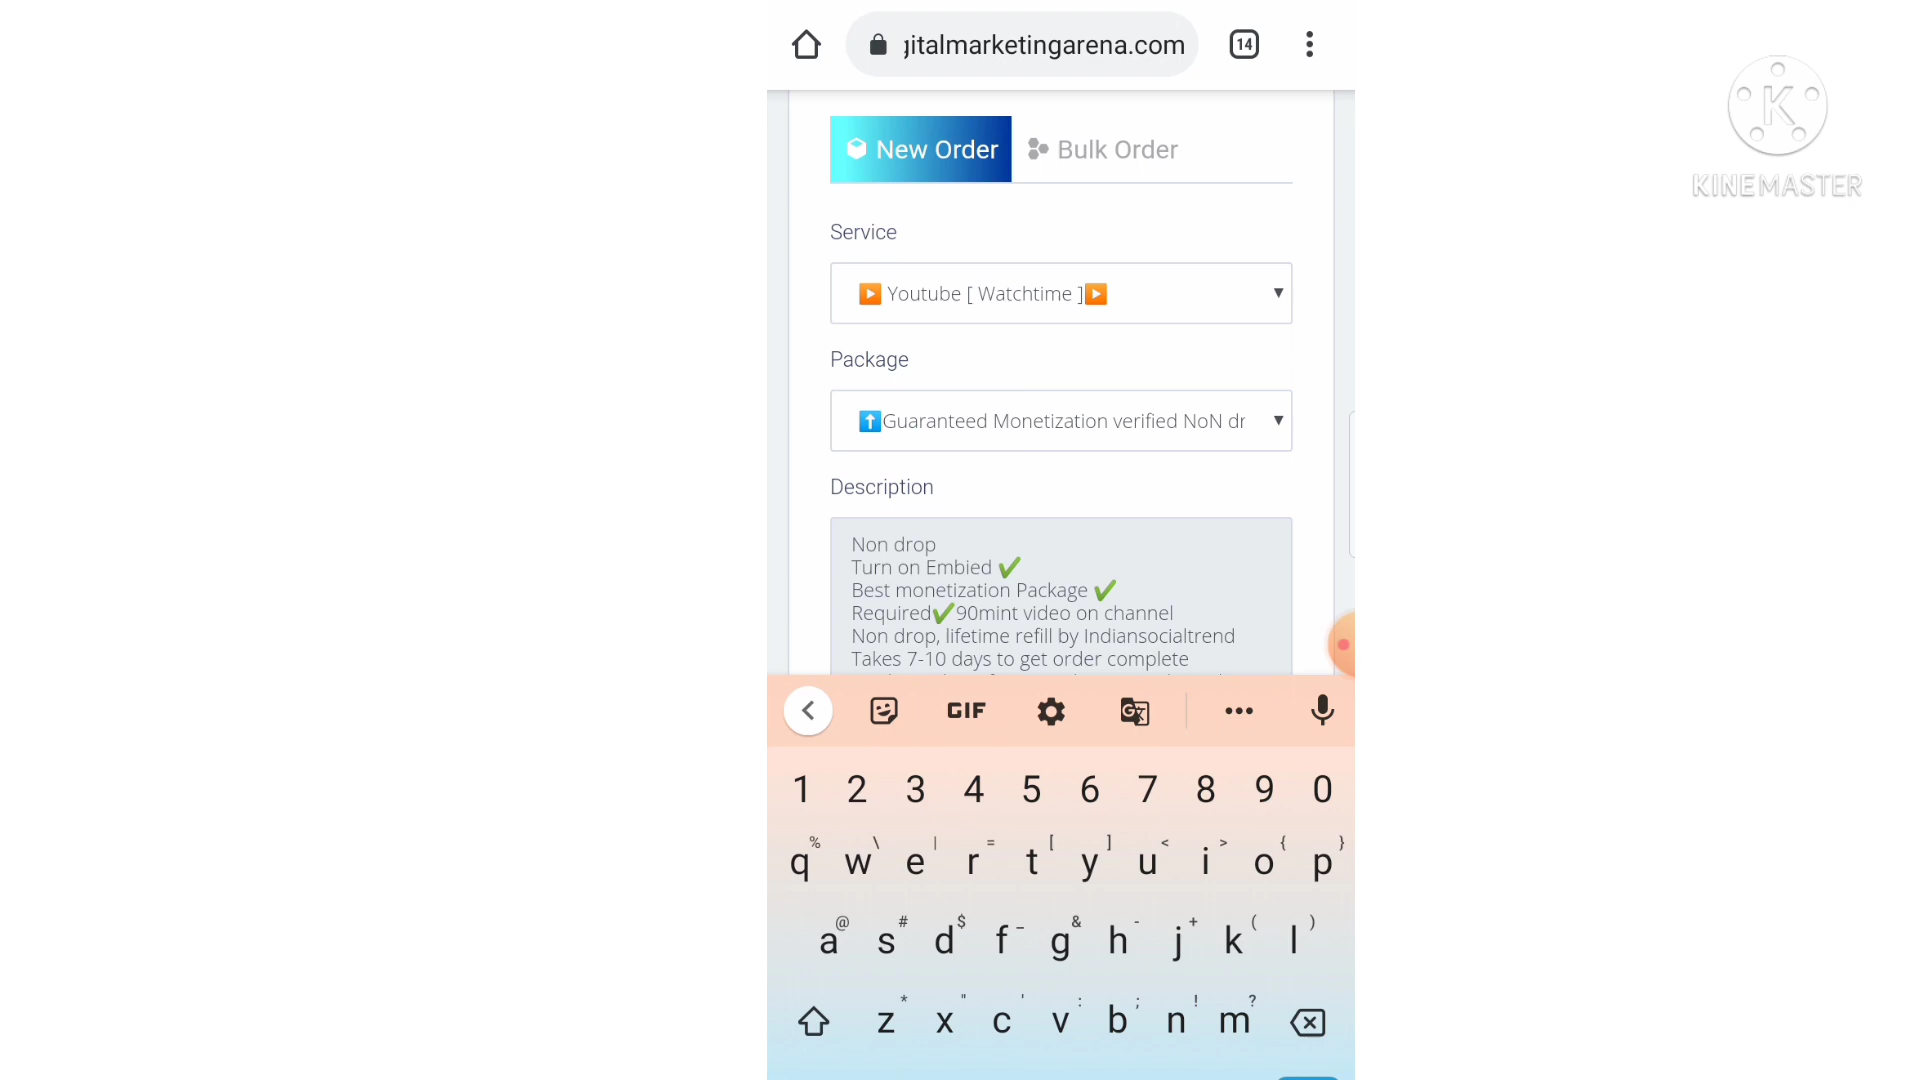 gitalmarketingarena.com
14
K
KINEMASTER
New Order
Bulk Order
Service
Youtube [ Watchtime ]
Package
Guaranteed Monetization verified NoN dr
Description
Non drop
Turn on Embied ✔
Best monetization Package ✔
Required✔90mint video on channel
Non drop, lifetime refill by Indiansocialtrend
Takes 7-10 days to get order complete
GIF
G
1 2 3 4 5 6 7 8 9 0
% \ | = [ ] < > { }
q w e r t y u i o p
@ # $ _ & - + ( )
a s d f g h j k l
* " ' : ; ! ?
z x c v b n m